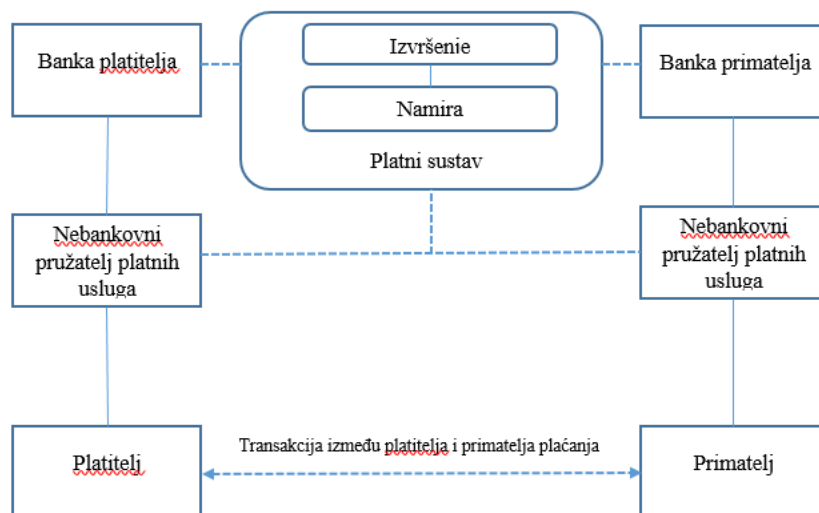 Banka platitelja
Izvršenie
Namira
Platni sustav
Banka primatelja
Nebankovni
pružatelj platnih
usluga
Nebankovni
pružatelj platnih
usluga
Platitelj
Transakcija između platitelja i primatelja plaćanja
Primatelj